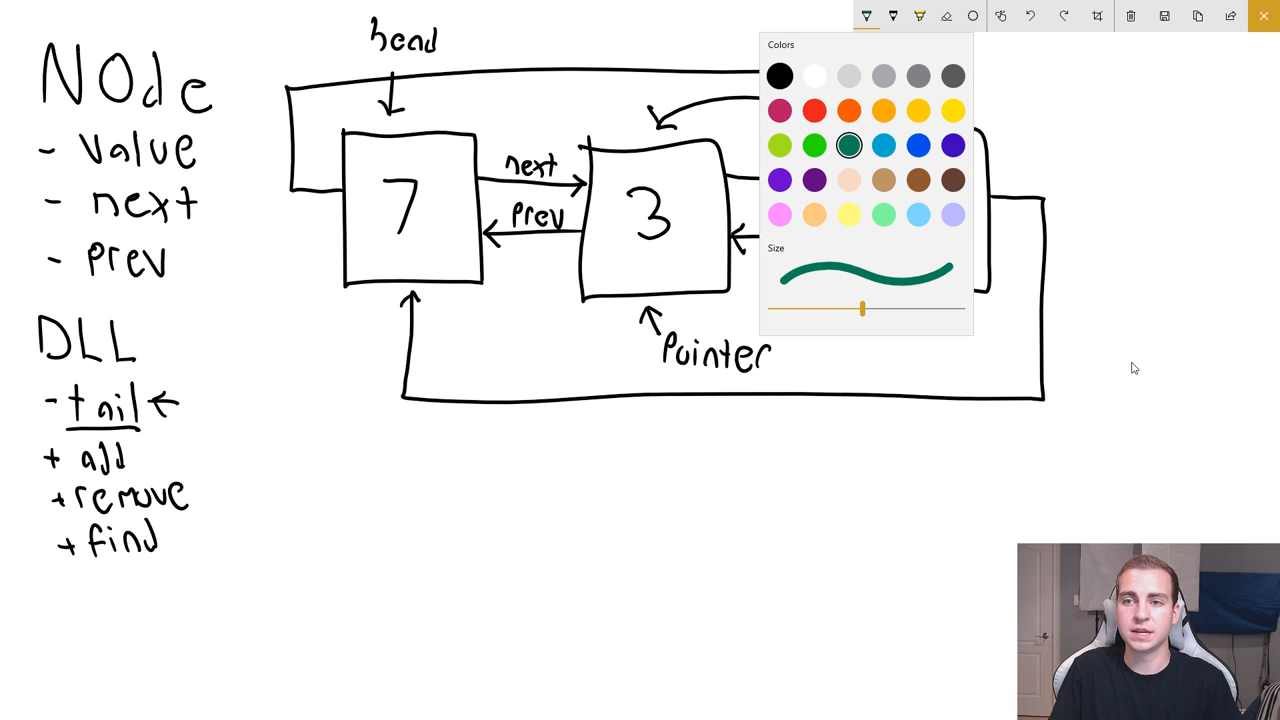 head
Node
- value
- next
- prev
7
next
prev
3
pointer
DLL
- tail ←
+ add
+ remove
+ find
Colors
Size